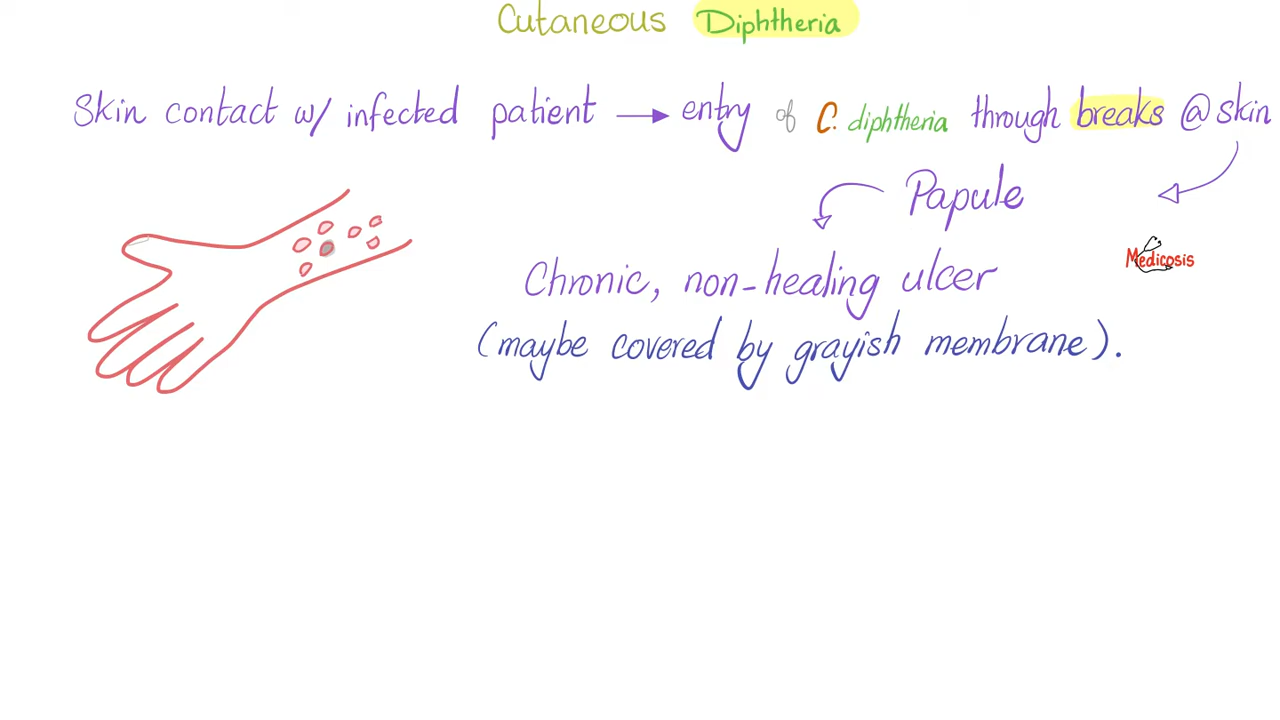 Cutaneous Diphtheria
Skin contact w/ infected patient → entry of C. diphtheria through breaks @ skin
Papule
Medicosis
Chronic, non-healing ulcer
(maybe covered by grayish membrane).